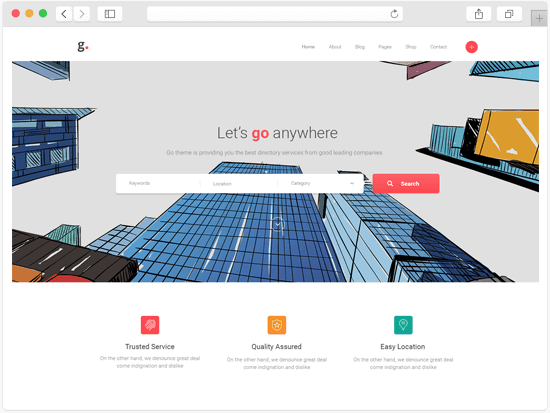 g.
Home About Blog Pages Shop Contact
Let's go anywhere
Go theme is providing you the best directory services from good leading companies
Keywords Location Category Search
Trusted Service
On the other hand, we denounce great deal
come indignation and dislike
Quality Assured
On the other hand, we denounce great deal
come indignation and dislike
Easy Location
On the other hand, we denounce great deal
come indignation and dislike